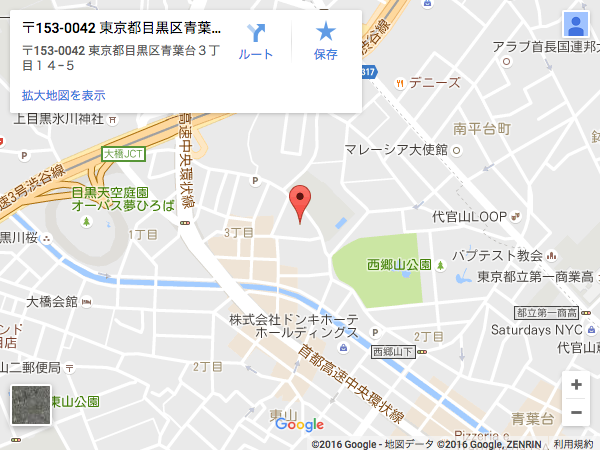 〒153-0042 東京都目黒区青葉…
〒153-0042 東京都目黒区青葉台３丁
目１４−５
ルート
保存
拡大地図を表示
渋谷線
317
デニーズ
アラブ首長国連邦大
上目黒氷川神社
高速中央環状線
南平台町
大橋JCT
マレーシア大使館
速3号渋谷線
目黒天空庭園
オーパス夢ひろば
代官山LOOP
1丁目
3丁目
黒川桜
西郷山公園
バプテスト教会
東京都立第一商業高
大橋会館
株式会社ドンキホーテ
ホールディングス
都立第一商高
Saturdays NYC
首都高速中央環状線
西郷山下
代官山
山二郵便局
東山公園
東山
青葉台
Google
Pizzeria e
©2016 Google - 地図データ ©2016 Google, ZENRIN
利用規約